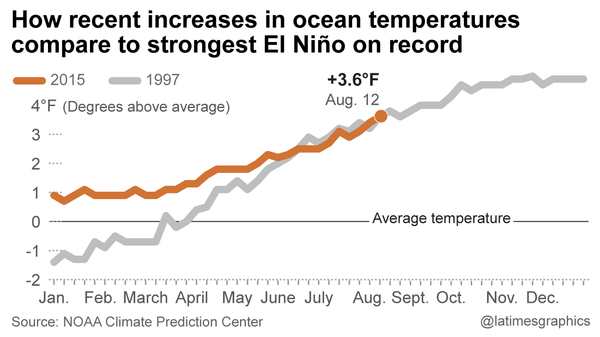 How recent increases in ocean temperatures
compare to strongest El Niño on record
2015 1997
+3.6°F
Aug. 12
4°F (Degrees above average)
3
2
1
0
Average temperature
-1
-2
Jan. Feb. March April May June July Aug. Sept. Oct. Nov. Dec.
Source: NOAA Climate Prediction Center @latimesgraphics